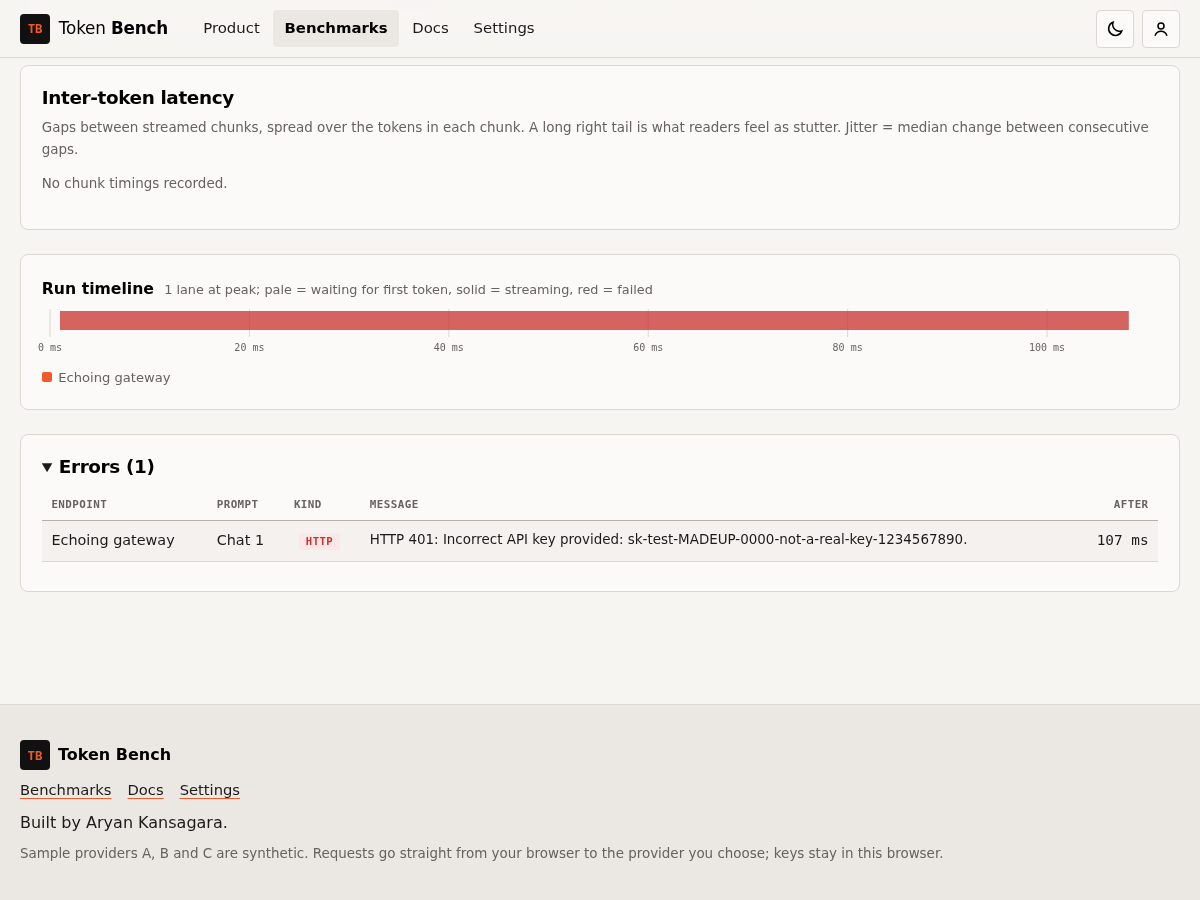 TB Token Bench Product Benchmarks Docs Settings
Inter-token latency
Gaps between streamed chunks, spread over the tokens in each chunk. A long right tail is what readers feel as stutter. Jitter = median change between consecutive
gaps.
No chunk timings recorded.
Run timeline 1 lane at peak; pale = waiting for first token, solid = streaming, red = failed
0 ms 20 ms 40 ms 60 ms 80 ms 100 ms
Echoing gateway
▼ Errors (1)
ENDPOINT PROMPT KIND MESSAGE AFTER
Echoing gateway Chat 1 HTTP HTTP 401: Incorrect API key provided: sk-test-MADEUP-0000-not-a-real-key-1234567890. 107 ms
TB Token Bench
Benchmarks Docs Settings
Built by Aryan Kansagara.
Sample providers A, B and C are synthetic. Requests go straight from your browser to the provider you choose; keys stay in this browser.